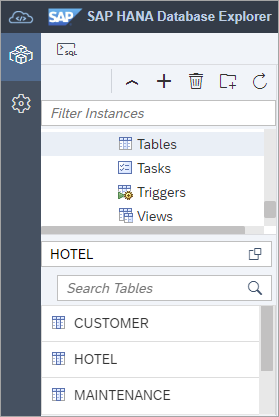 SAP SAP HANA Database Explorer
SQL
Filter Instances
Tables
Tasks
Triggers
Views
HOTEL
Search Tables
CUSTOMER
HOTEL
MAINTENANCE